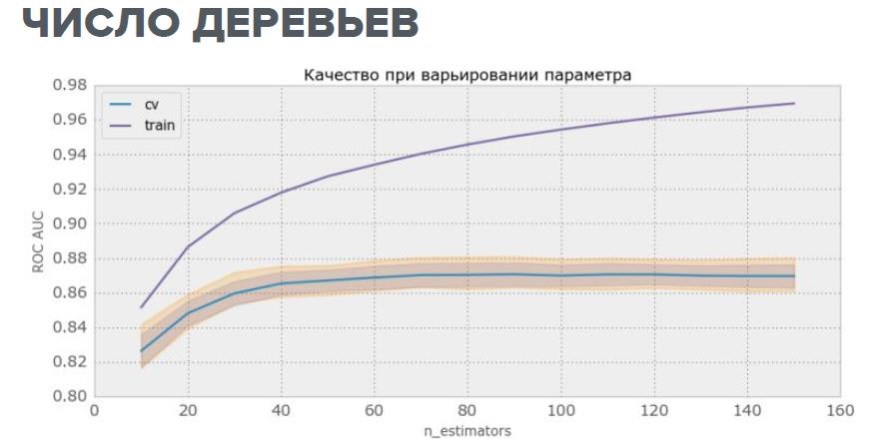 ЧИСЛО ДЕРЕВЬЕВ
Качество при варьировании параметра
cv
train
ROC AUC
0.98
0.96
0.94
0.92
0.90
0.88
0.86
0.84
0.82
0.80
0 20 40 60 80 100 120 140 160
n_estimators